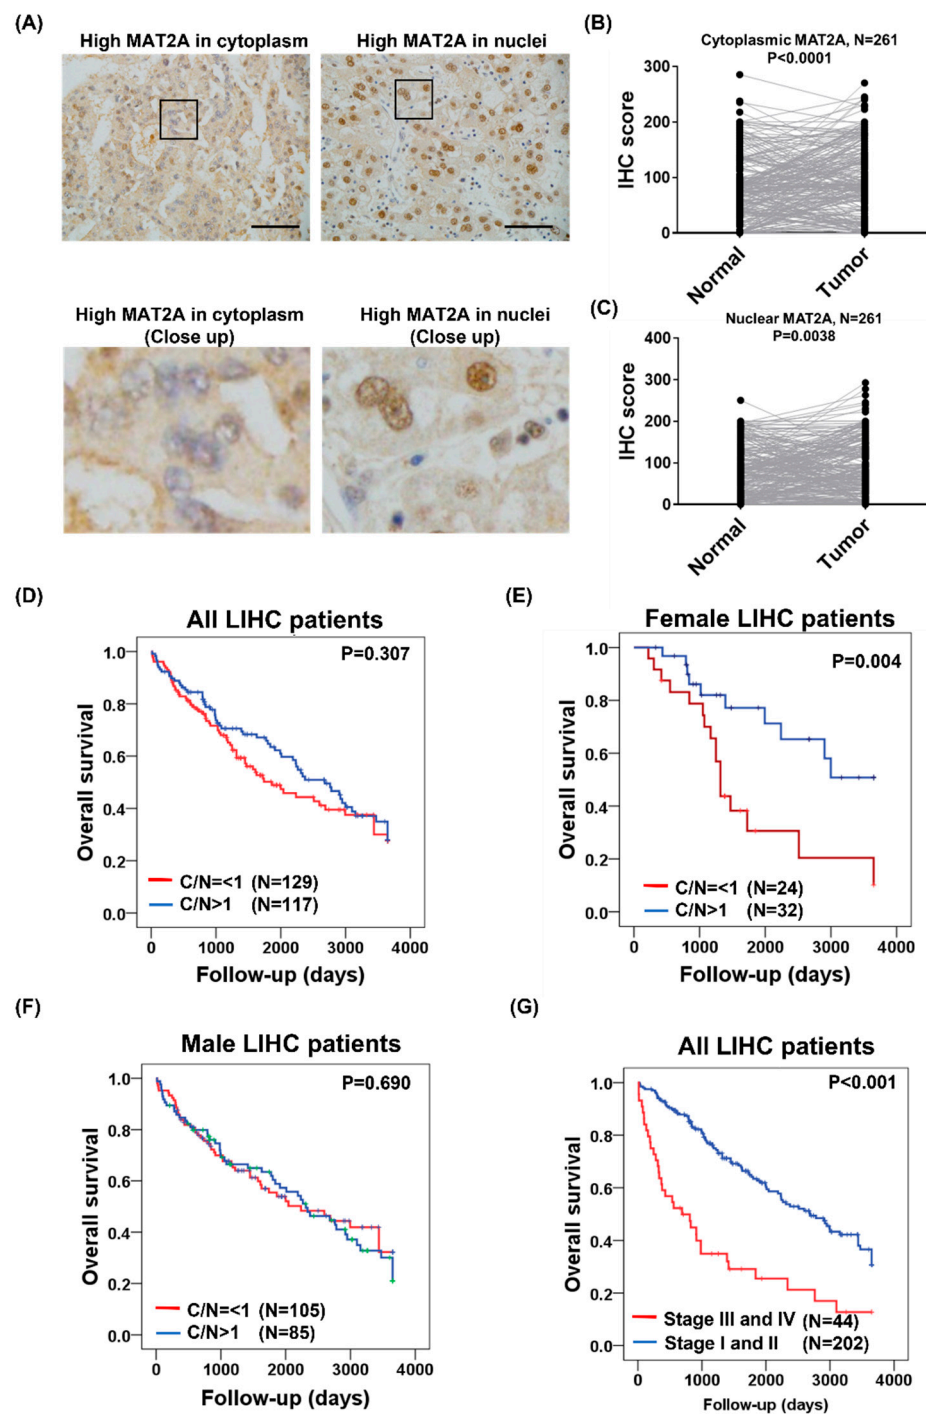 (A)
High MAT2A in cytoplasm
High MAT2A in nuclei
High MAT2A in cytoplasm
(Close up)
High MAT2A in nuclei
(Close up)
(B)
Cytoplasmic MAT2A, N=261
P<0.0001
IHC score
300
200
100
0
Normal
Tumor
(C)
Nuclear MAT2A, N=261
P=0.0038
IHC score
400
300
200
100
0
Normal
Tumor
(D)
All LIHC patients
P=0.307
Overall survival
1.0
0.8
0.6
0.4
0.2
0.0
C/N=<1 (N=129)
C/N>1 (N=117)
0 1000 2000 3000 4000
Follow-up (days)
(E)
Female LIHC patients
P=0.004
Overall survival
1.0
0.8
0.6
0.4
0.2
0.0
C/N=<1 (N=24)
C/N>1 (N=32)
0 1000 2000 3000 4000
Follow-up (days)
(F)
Male LIHC patients
P=0.690
Overall survival
1.0
0.8
0.6
0.4
0.2
0.0
C/N=<1 (N=105)
C/N>1 (N=85)
0 1000 2000 3000 4000
Follow-up (days)
(G)
All LIHC patients
P<0.001
Overall survival
1.0
0.8
0.6
0.4
0.2
0.0
Stage III and IV (N=44)
Stage I and II (N=202)
0 1000 2000 3000 4000
Follow-up (days)